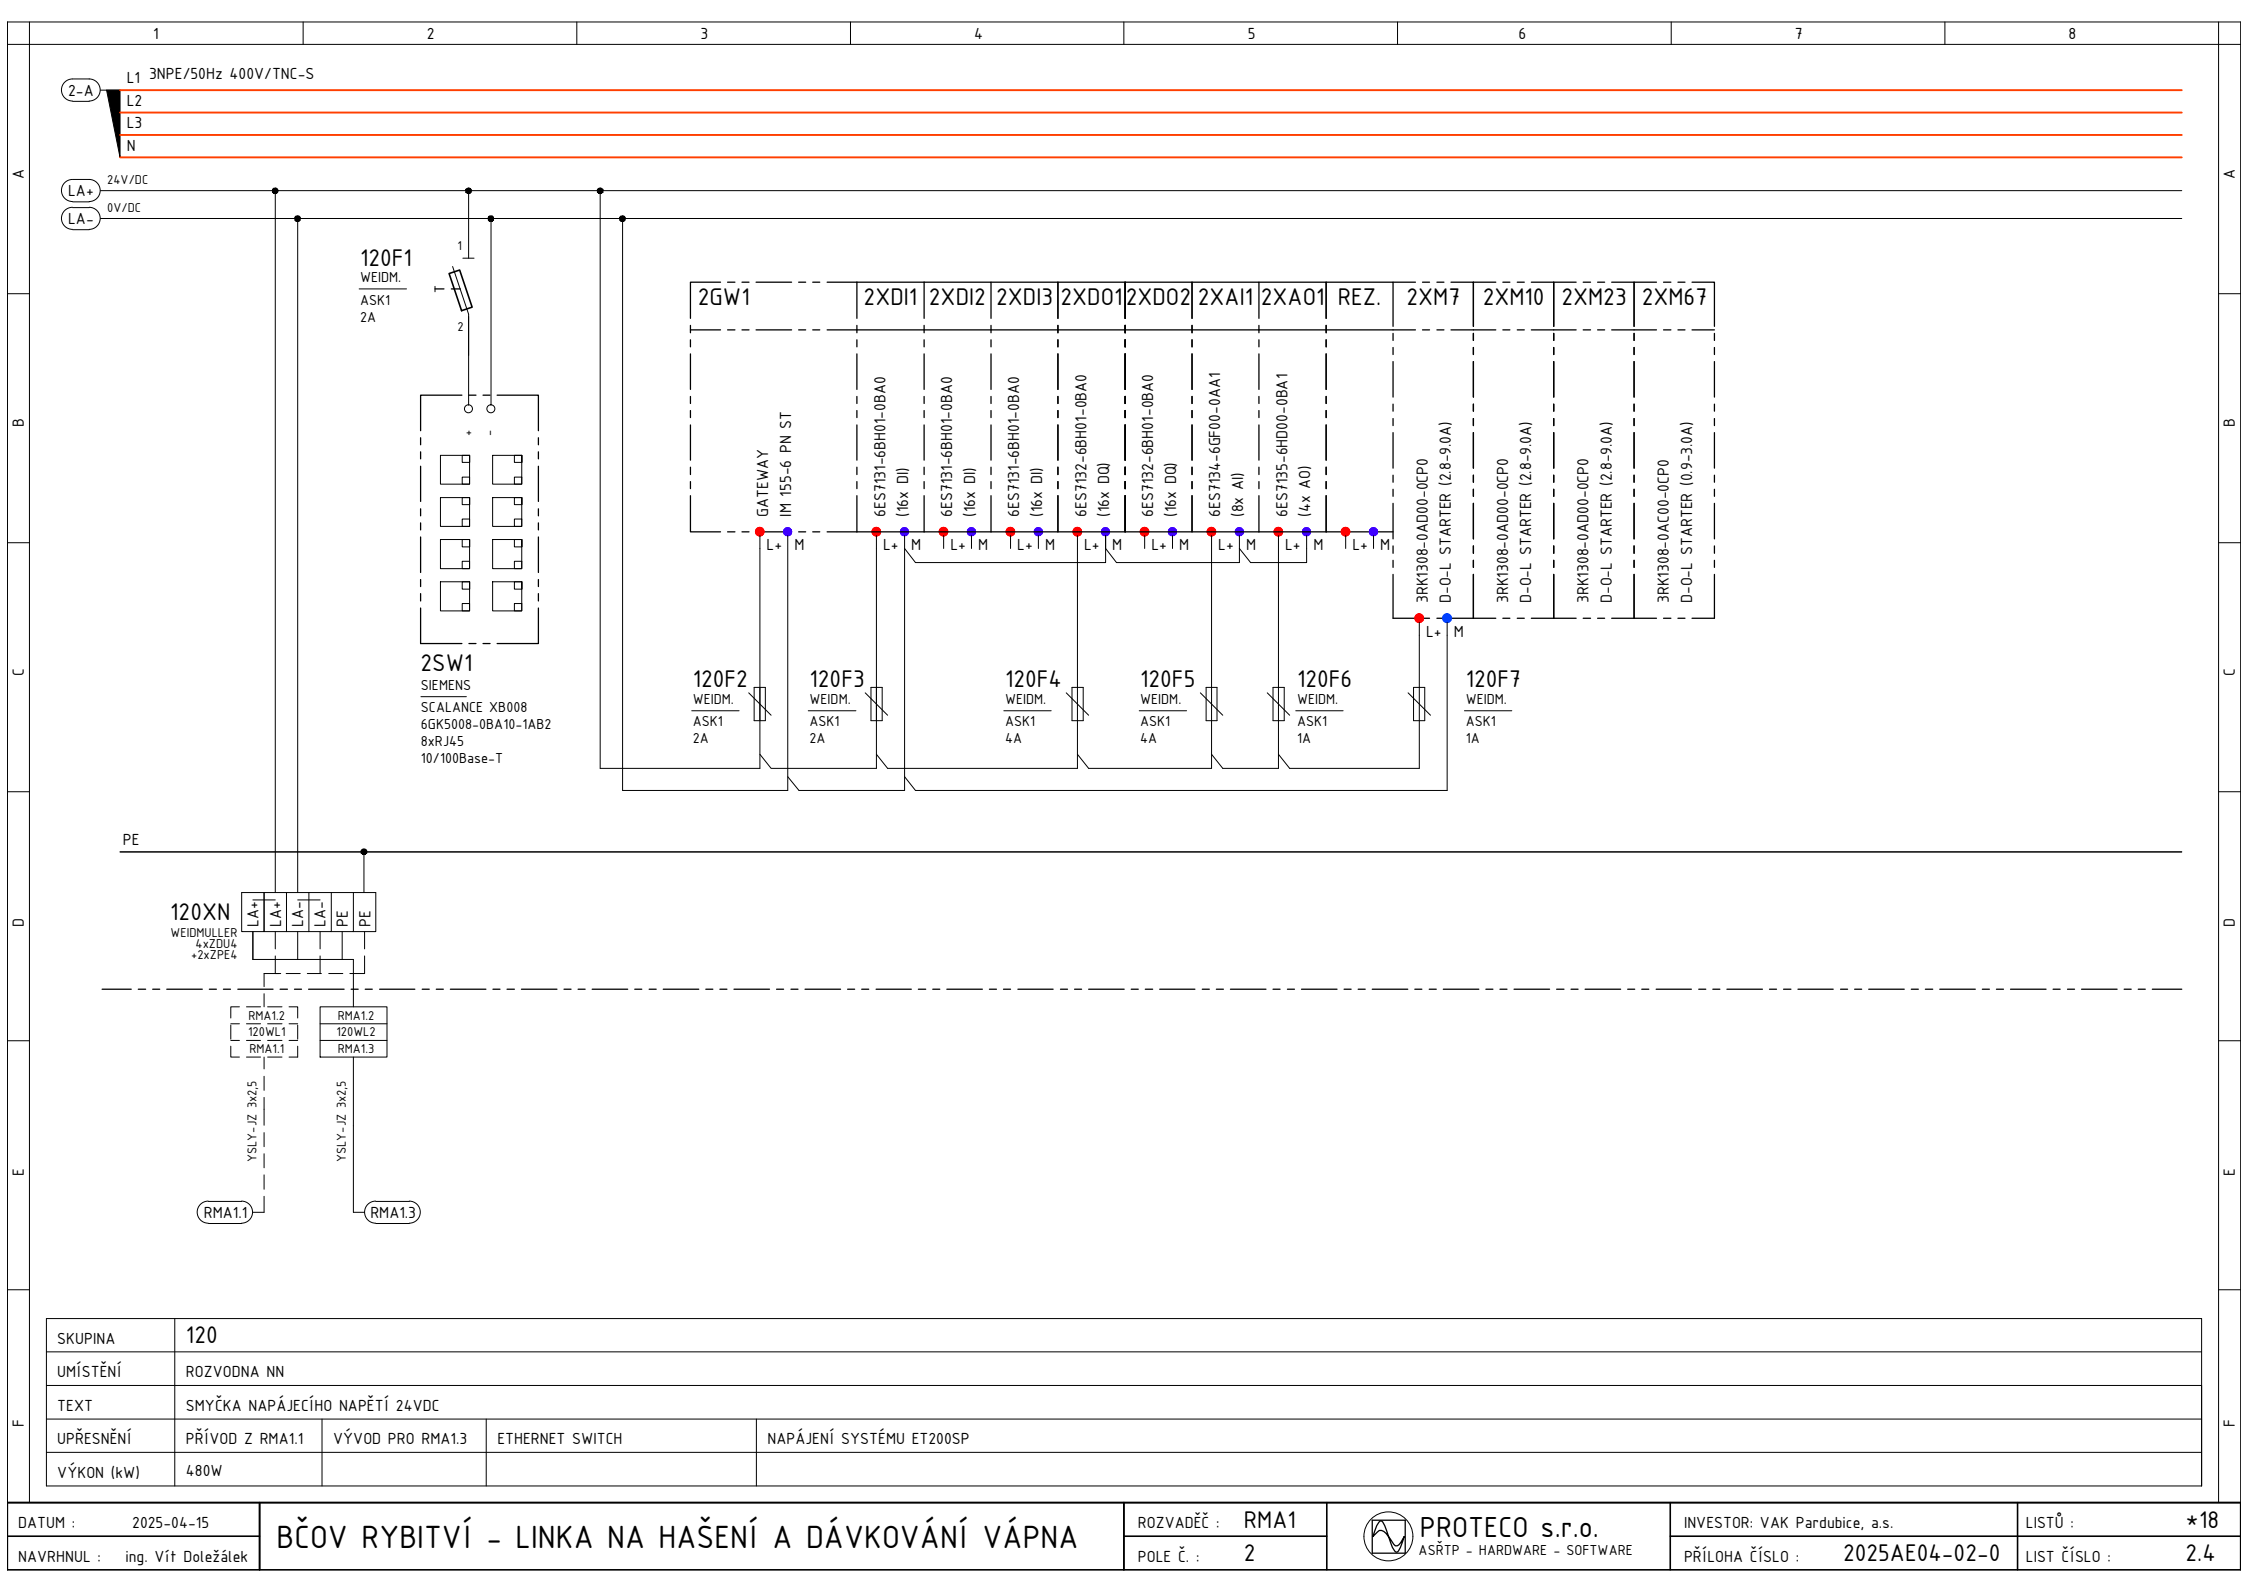 1 2 3 4 5 6 7 8
L1 3NPE/50Hz 400V/TNC-S
2-A
L2
L3
N
A A
LA+ 24V/DC
LA- 0V/DC
120F1
WEIDM.
ASK1
2A
1
T
2
2GW1 2XDI1 2XDI2 2XDI3 2XDO1 2XDO2 2XAI1 2XAO1 REZ. 2XM7 2XM10 2XM23 2XM67
B B
+ -
GATEWAY
IM 155-6 PN ST
6ES7131-6BH01-0BA0
(16x DI)
6ES7131-6BH01-0BA0
(16x DI)
6ES7131-6BH01-0BA0
(16x DI)
6ES7132-6BH01-0BA0
(16x DQ)
6ES7132-6BH01-0BA0
(16x DQ)
6ES7134-6GF00-0AA1
(8x AI)
6ES7135-6HD00-0BA1
(4x AO)
3RK1308-0AD00-0CP0
D-O-L STARTER (2.8-9.0A)
3RK1308-0AD00-0CP0
D-O-L STARTER (2.8-9.0A)
3RK1308-0AD00-0CP0
D-O-L STARTER (2.8-9.0A)
3RK1308-0AC00-0CP0
D-O-L STARTER (0.9-3.0A)
L+ M L+ M L+ M L+ M L+ M L+ M L+ M L+ M L+ M
L+ M
C C
2SW1
SIEMENS
SCALANCE XB008
6GK5008-0BA10-1AB2
8xRJ45
10/100Base-T
120F2
WEIDM.
ASK1
2A
120F3
WEIDM.
ASK1
2A
120F4
WEIDM.
ASK1
4A
120F5
WEIDM.
ASK1
4A
120F6
WEIDM.
ASK1
1A
120F7
WEIDM.
ASK1
1A
PE
D D
120XN
WEIDMULLER
4xZDU4
+2xZPE4
LA+ LA+ LA- LA- PE PE
RMA1.2 RMA1.2
120WL1 120WL2
RMA1.1 RMA1.3
YSLY-JZ 3x2,5 YSLY-JZ 3x2,5
E E
RMA1.1 RMA1.3
F F
SKUPINA 120
UMÍSTĚNÍ ROZVODNA NN
TEXT SMYČKA NAPÁJECÍHO NAPĚTÍ 24VDC
UPŘESNĚNÍ PŘÍVOD Z RMA1.1 VÝVOD PRO RMA1.3 ETHERNET SWITCH NAPÁJENÍ SYSTÉMU ET200SP
VÝKON (kW) 480W
DATUM : 2025-04-15
NAVRHNUL : ing. Vít Doležálek
BČOV RYBITVÍ - LINKA NA HAŠENÍ A DÁVKOVÁNÍ VÁPNA
ROZVADĚČ : RMA1
POLE Č. : 2
PROTECO s.r.o.
ASŘTP - HARDWARE - SOFTWARE
INVESTOR: VAK Pardubice, a.s.
PŘÍLOHA ČÍSLO : 2025AE04-02-0
LISTŮ : *18
LIST ČÍSLO : 2.4